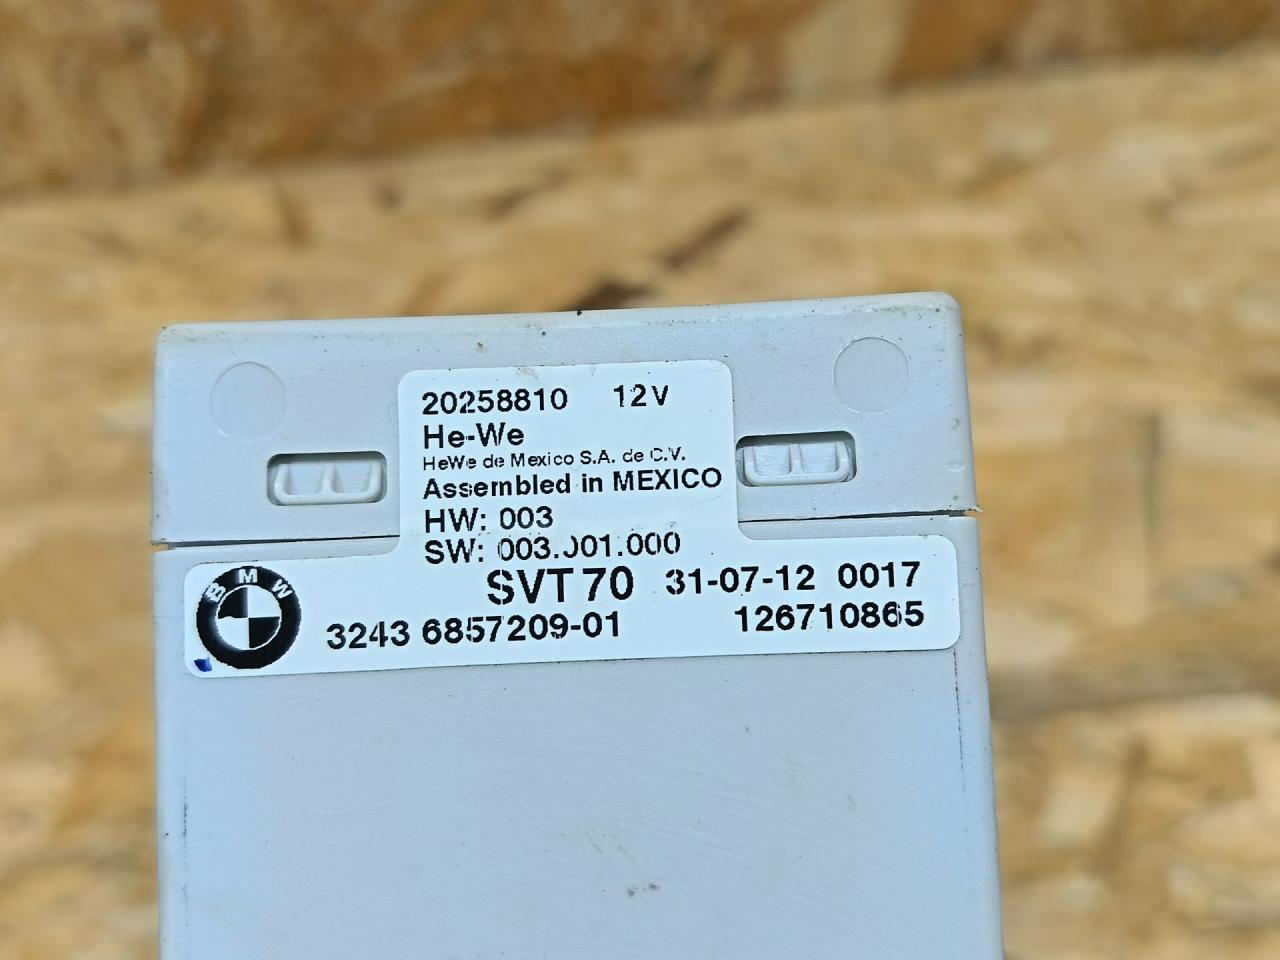 20258810 12V
He-We
HeWe de Mexico S.A. de C.V.
Assembled in MEXICO
HW: 003
SW: 003.001.000
SVT70 31-07-12 0017
BMW
3243 6857209-01 126710865